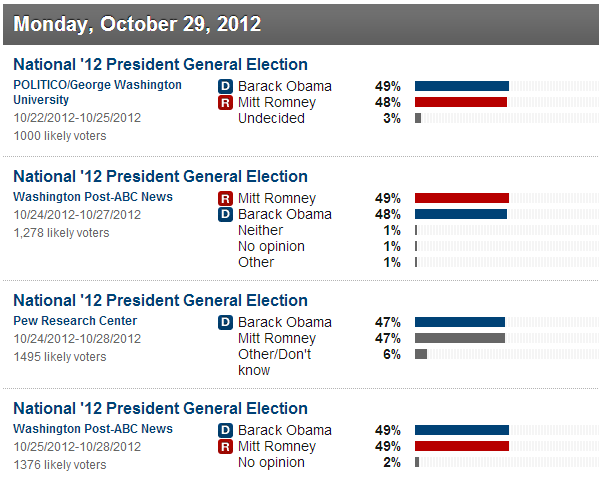 Monday, October 29, 2012
National '12 President General Election
POLITICO/George Washington
University
10/22/2012-10/25/2012
1000 likely voters
D Barack Obama 49%
R Mitt Romney 48%
Undecided 3%
National '12 President General Election
Washington Post-ABC News
10/24/2012-10/27/2012
1,278 likely voters
R Mitt Romney 49%
D Barack Obama 48%
Neither 1%
No opinion 1%
Other 1%
National '12 President General Election
Pew Research Center
10/24/2012-10/28/2012
1495 likely voters
D Barack Obama 47%
Mitt Romney 47%
Other/Don't 6%
know
National '12 President General Election
Washington Post-ABC News
10/25/2012-10/28/2012
1376 likely voters
D Barack Obama 49%
R Mitt Romney 49%
No opinion 2%